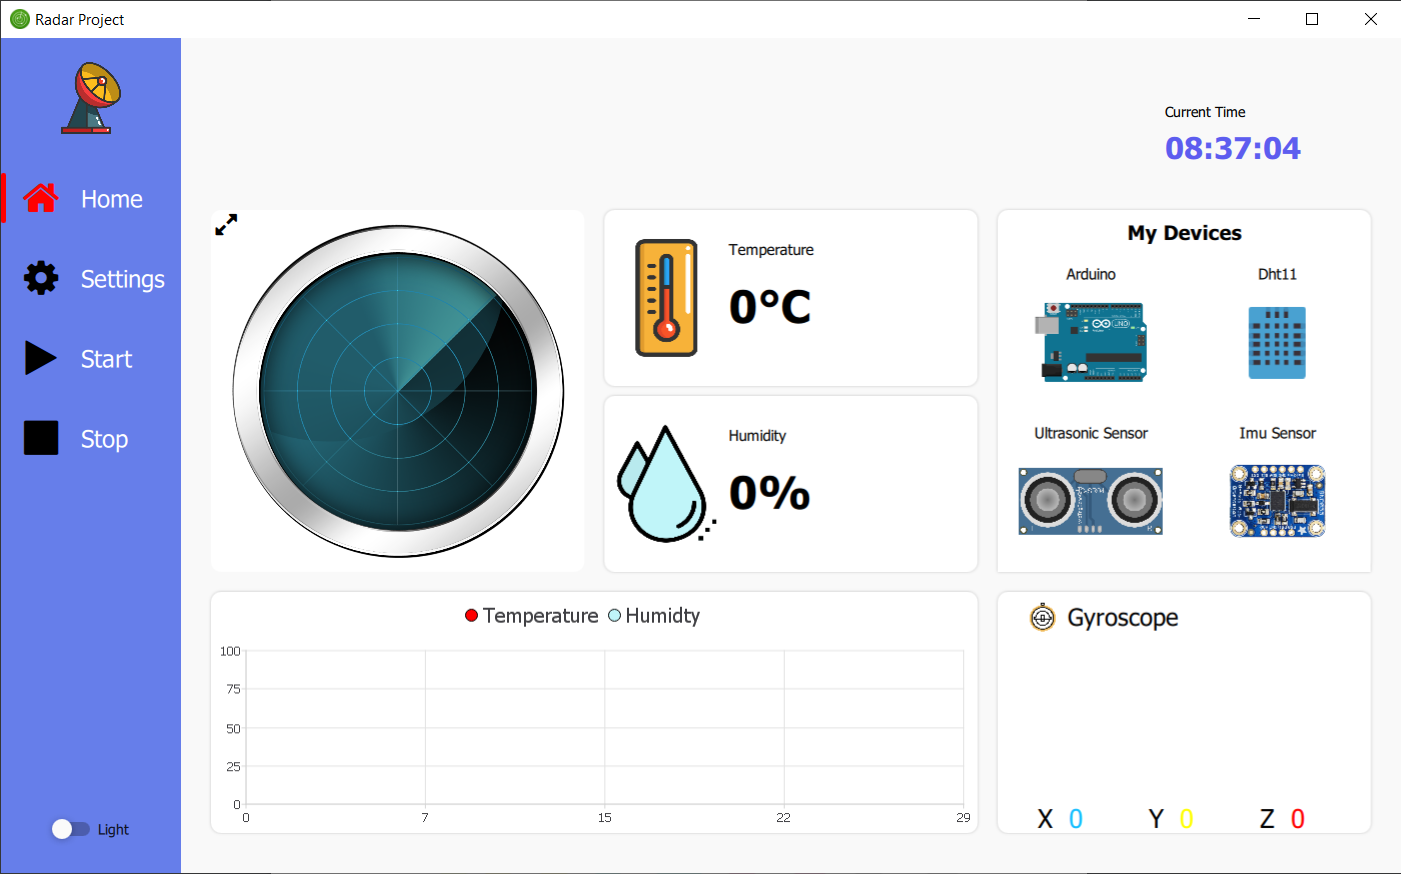 Radar Project
Current Time
08:37:04
Home
Settings
Start
Stop
Light
Temperature
0°C
Humidity
0%
My Devices
Arduino
Dht11
UNO
Ultrasonic Sensor
Imu Sensor
Temperature Humidty
100
75
50
25
0
0 7 15 22 29
Gyroscope
X 0 Y 0 Z 0